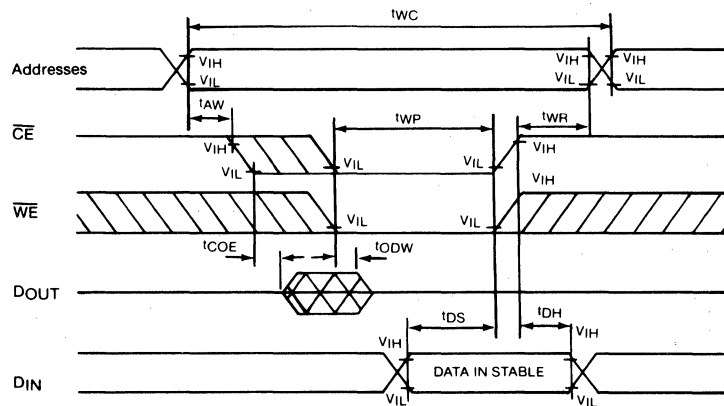 tWC
Addresses
VIH
VIL
VIH
VIL
VIH
VIL
tAW
tWP
tWR
CE
VIH
VIL
VIL
VIL
VIH
WE
VIL
VIL
VIH
tCOE
tODW
DOUT
tDS
tDH
DIN
VIH
VIL
DATA IN STABLE
VIH
VIL